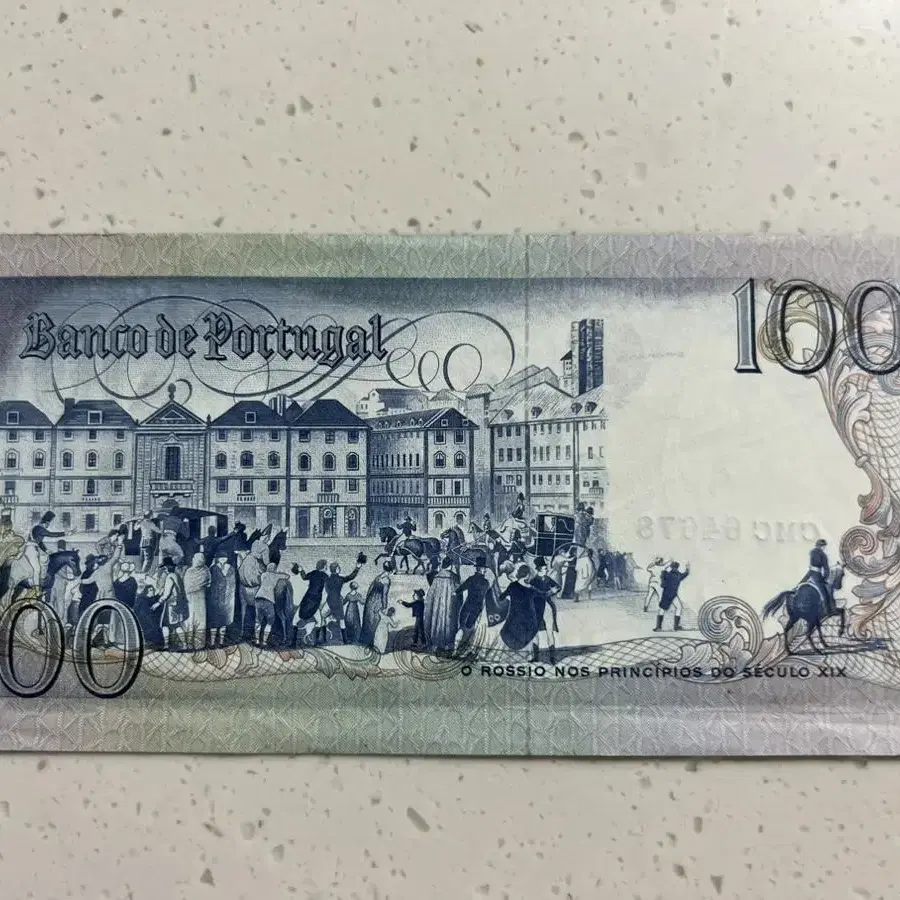 Banco de Portugal
100
00
O ROSSIO NOS PRINCÍPIOS DO SÉCULO XIX